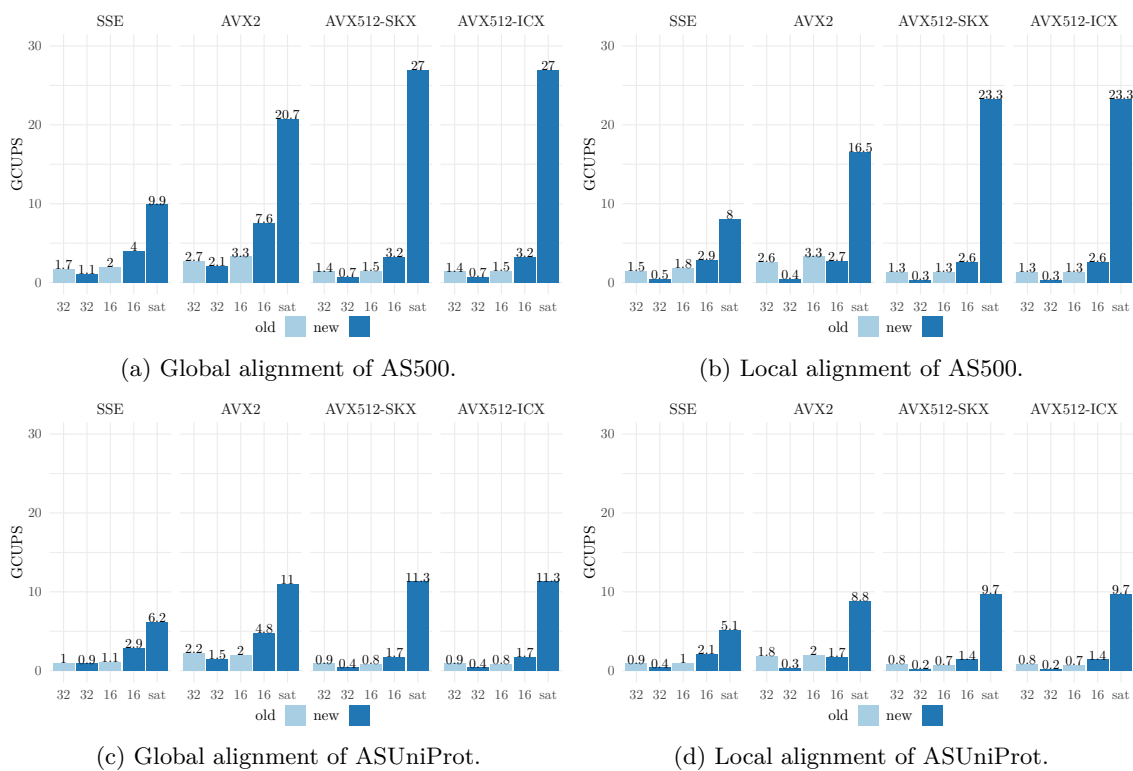 SSE AVX2 AVX512-SKX AVX512-ICX
30
20
10
0
GCUPS
1.7 1.1 2 4 9.9 2.7 2.1 3.3 7.6 20.7 1.4 0.7 1.5 3.2 27 1.4 0.7 1.5 3.2 27
32 32 16 16 sat 32 32 16 16 sat 32 32 16 16 sat 32 32 16 16 sat
old new
(a) Global alignment of AS500.
SSE AVX2 AVX512-SKX AVX512-ICX
30
20
10
0
GCUPS
1.5 0.5 1.8 2.9 8 2.6 0.4 3.3 2.7 16.5 1.3 0.3 1.3 2.6 23.3 1.3 0.3 1.3 2.6 23.3
32 32 16 16 sat 32 32 16 16 sat 32 32 16 16 sat 32 32 16 16 sat
old new
(b) Local alignment of AS500.
SSE AVX2 AVX512-SKX AVX512-ICX
30
20
10
0
GCUPS
1 0.9 1.1 2.9 6.2 2.2 1.5 2 4.8 11 0.9 0.4 0.8 1.7 11.3 0.9 0.4 0.8 1.7 11.3
32 32 16 16 sat 32 32 16 16 sat 32 32 16 16 sat 32 32 16 16 sat
old new
(c) Global alignment of ASUniProt.
SSE AVX2 AVX512-SKX AVX512-ICX
30
20
10
0
GCUPS
0.9 0.4 1 2.1 5.1 1.8 0.3 2 1.7 8.8 0.8 0.2 0.7 1.4 9.7 0.8 0.2 0.7 1.4 9.7
32 32 16 16 sat 32 32 16 16 sat 32 32 16 16 sat 32 32 16 16 sat
old new
(d) Local alignment of ASUniProt.